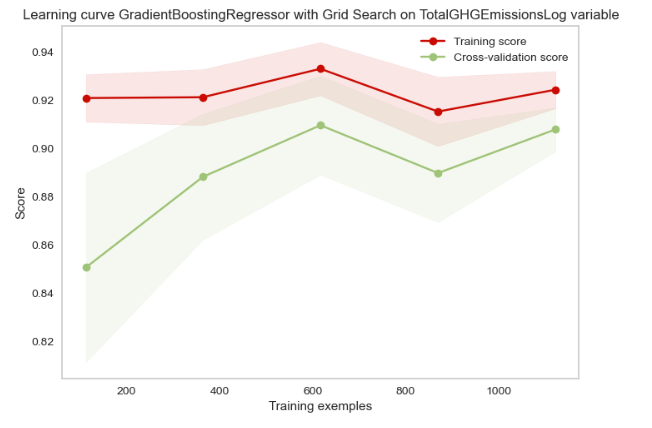 Learning curve GradientBoostingRegressor with Grid Search on TotalGHGEmissionsLog variable
Training score
Cross-validation score
0.94
0.92
0.90
0.88
0.86
0.84
0.82
Score
200 400 600 800 1000
Training exemples